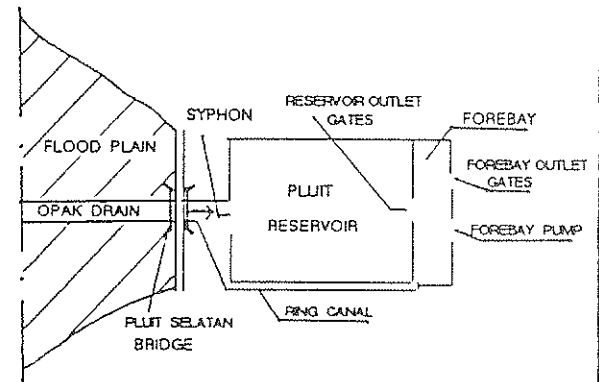 RESERVOIR OUTLET
GATES
SYPHON
FOREBAY
FLOOD PLAIN
FOREBAY OUTLET
GATES
PLUIT
RESERVOIR
OPAK DRAIN
FOREBAY PUMP
PLUIT SELATAN
BRIDGE
RING CANAL